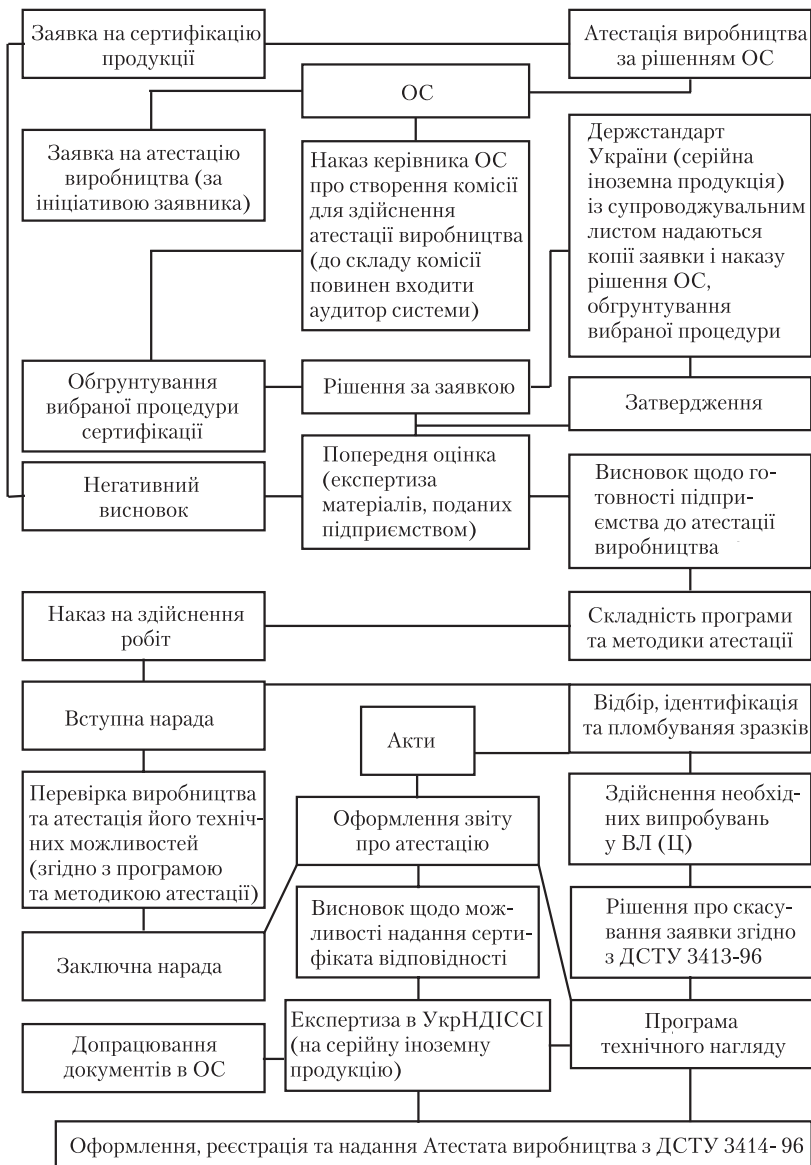 Заявка на сертифікацію
продукції
Атестація виробництва
за рішенням ОС
ОС
Заявка на атестацію
виробництва (за
ініціативою заявника)
Наказ керівника ОС
про створення комісії
для здійснення
атестації виробництва
(до складу комісії
повинен входити
аудитор системи)
Держстандарт
України (серійна
іноземна продукція)
із супроводжувальним
листом надаються
копії заявки і наказу
рішення ОС,
обгрунтування
вибраної процедури
Обгрунтування
вибраної процедури
сертифікації
Рішення за заявкою
Затвердження
Негативний
висновок
Попередня оцінка
(експертиза
матеріалів, поданих
підприємством)
Висновок щодо го-
товності підпри-
ємства до атестації
виробництва
Наказ на здійснення
робіт
Складність програми
та методики атестації
Вступна нарада
Акти
Відбір, ідентифікація
та пломбуваняя зразків
Перевірка виробництва
та атестація його техніч-
них можливостей
(згідно з програмою
та методикою атестації)
Оформлення звіту
про атестацію
Здійснення необхід-
них випробувань
у ВЛ (Ц)
Заключна нарада
Висновок щодо мож-
ливості надання серти-
фіката відповідності
Рішення про скасу-
вання заявки згідно
з ДСТУ 3413-96
Допрацювання
документів в ОС
Експертиза в УкрНДІССІ
(на серійну іноземну
продукцію)
Програма
технічного нагляду
Оформлення, реєстрація та надання Атестата виробництва з ДСТУ 3414- 96